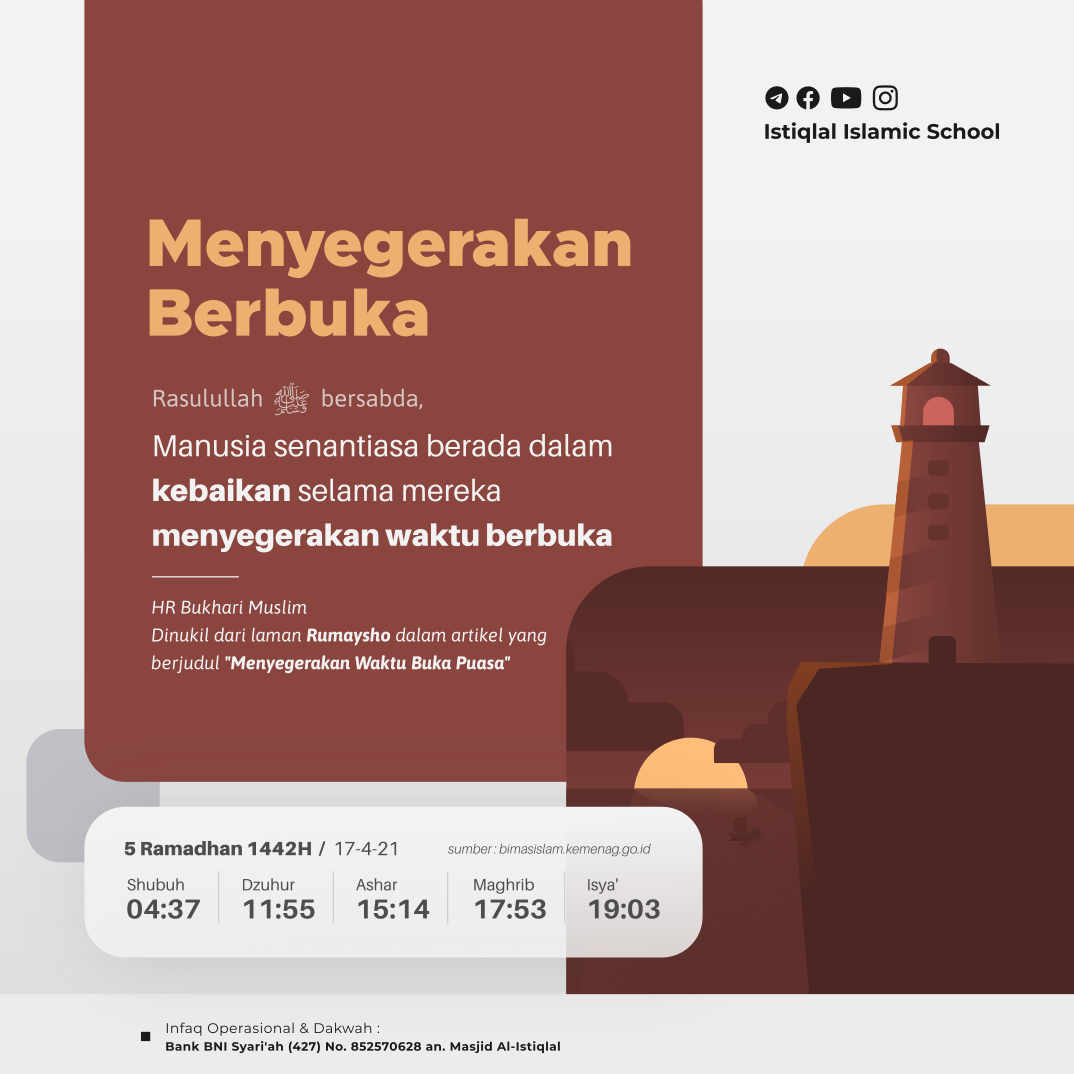 Istiqlal Islamic School
Menyegerakan
Berbuka
Rasulullah ﷺ bersabda,
Manusia senantiasa berada dalam
kebaikan selama mereka
menyegerakan waktu berbuka
HR Bukhari Muslim
Dinukil dari laman Rumaysho dalam artikel yang
berjudul "Menyegerakan Waktu Buka Puasa"
5 Ramadhan 1442H / 17-4-21 sumber: bimasislam.kemenag.go.id
Shubuh Dzuhur Ashar Maghrib Isya'
04:37 11:55 15:14 17:53 19:03
Infaq Operasional & Dakwah :
Bank BNI Syari'ah (427) No. 852570628 an. Masjid Al-Istiqlal